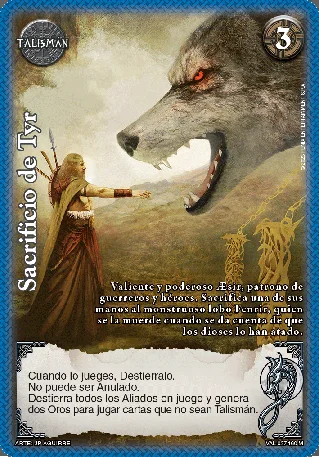 TALISMAN
3
Sacrificio de Tyr
Valiente y poderoso Æsir, patrono de
guerreros y héroes. Sacrifica una de sus
manos al monstruoso lobo Fenrir, quien
se la muerde cuando se da cuenta de que
los dioses lo han atado.
Cuando lo juegues, Destiérralo.
No puede ser Anulado.
Destierra todos los Aliados en juego y genera
dos Oros para jugar cartas que no sean Talismán.
ARTE: JP AGUIRRE